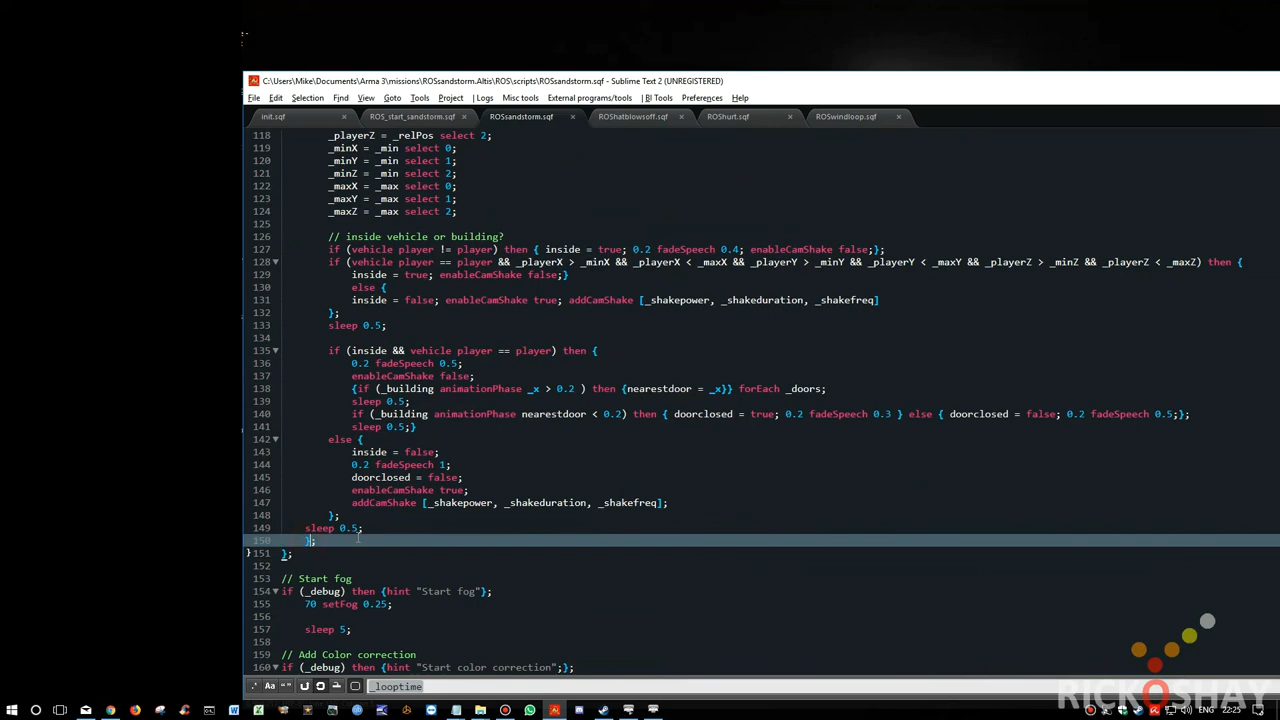 C:\Users\Mike\Documents\Arma 3\missions\ROSsandstorm.Altis\ROS\scripts\ROSsandstorm.sqf - Sublime Text 2 (UNREGISTERED)
File Edit Selection Find View Goto Tools Project | Logs Misc tools External programs/tools | BI Tools Preferences Help
init.sqf × ROS_start_sandstorm.sqf × ROSsandstorm.sqf × ROShatblowsoff.sqf × ROShurt.sqf × ROSwindloop.sqf ×
118 _playerZ = _relPos select 2;
119 _minX = _min select 0;
120 _minY = _min select 1;
121 _minZ = _min select 2;
122 _maxX = _max select 0;
123 _maxY = _max select 1;
124 _maxZ = _max select 2;
125
126 // inside vehicle or building?
127 if (vehicle player != player) then { inside = true; 0.2 fadeSpeech 0.4; enableCamShake false;};
128 if (vehicle player == player && _playerX > _minX && _playerX < _maxX && _playerY > _minY && _playerY < _maxY && _playerZ > _minZ && _playerZ < _maxZ) then {
129 inside = true; enableCamShake false;}
130 else {
131 inside = false; enableCamShake true; addCamShake [_shakepower, _shakeduration, _shakefreq]
132 };
133 sleep 0.5;
134
135 if (inside && vehicle player == player) then {
136 0.2 fadeSpeech 0.5;
137 enableCamShake false;
138 {if (_building animationPhase _x > 0.2 ) then {nearestdoor = _x}} forEach _doors;
139 sleep 0.5;
140 if (_building animationPhase nearestdoor < 0.2) then { doorclosed = true; 0.2 fadeSpeech 0.3 } else { doorclosed = false; 0.2 fadeSpeech 0.5;};
141 sleep 0.5;}
142 else {
143 inside = false;
144 0.2 fadeSpeech 1;
145 doorclosed = false;
146 enableCamShake true;
147 addCamShake [_shakepower, _shakeduration, _shakefreq];
148 };
149 sleep 0.5;
150 };
151 };
152
153 // Start fog
154 if (_debug) then {hint "Start fog"};
155 70 setFog 0.25;
156
157 sleep 5;
158
159 // Add Color correction
160 if (_debug) then {hint "Start color correction";};
.* Aa “” _looptime
RICKOSHAY
22:25